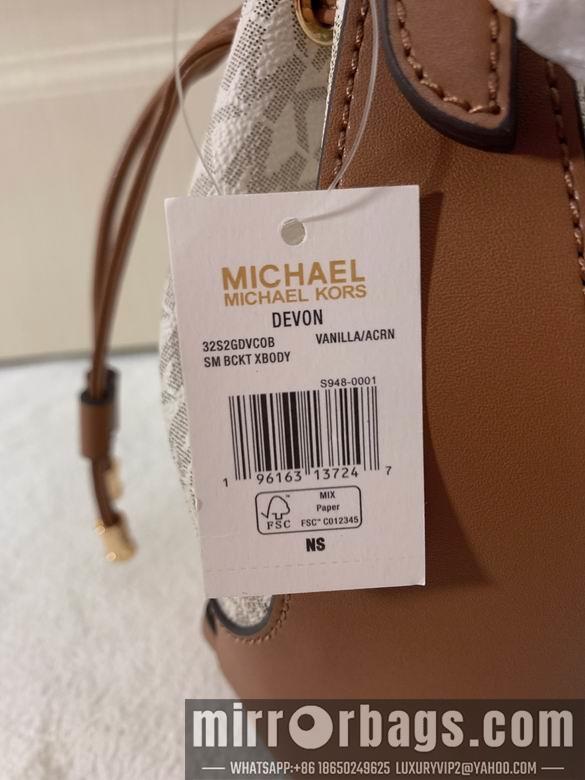 MICHAEL
MICHAEL KORS
DEVON
32S2GDVC0B VANILLA/ACRN
SM BCKT XBODY
S948-0001
1 96163 13724 7
FSC
MIX
Paper
FSC™ C012345
NS
mirrorbags.com
WHATSAPP:+86 18650249625 LUXURYVIP2@YAHOO.COM